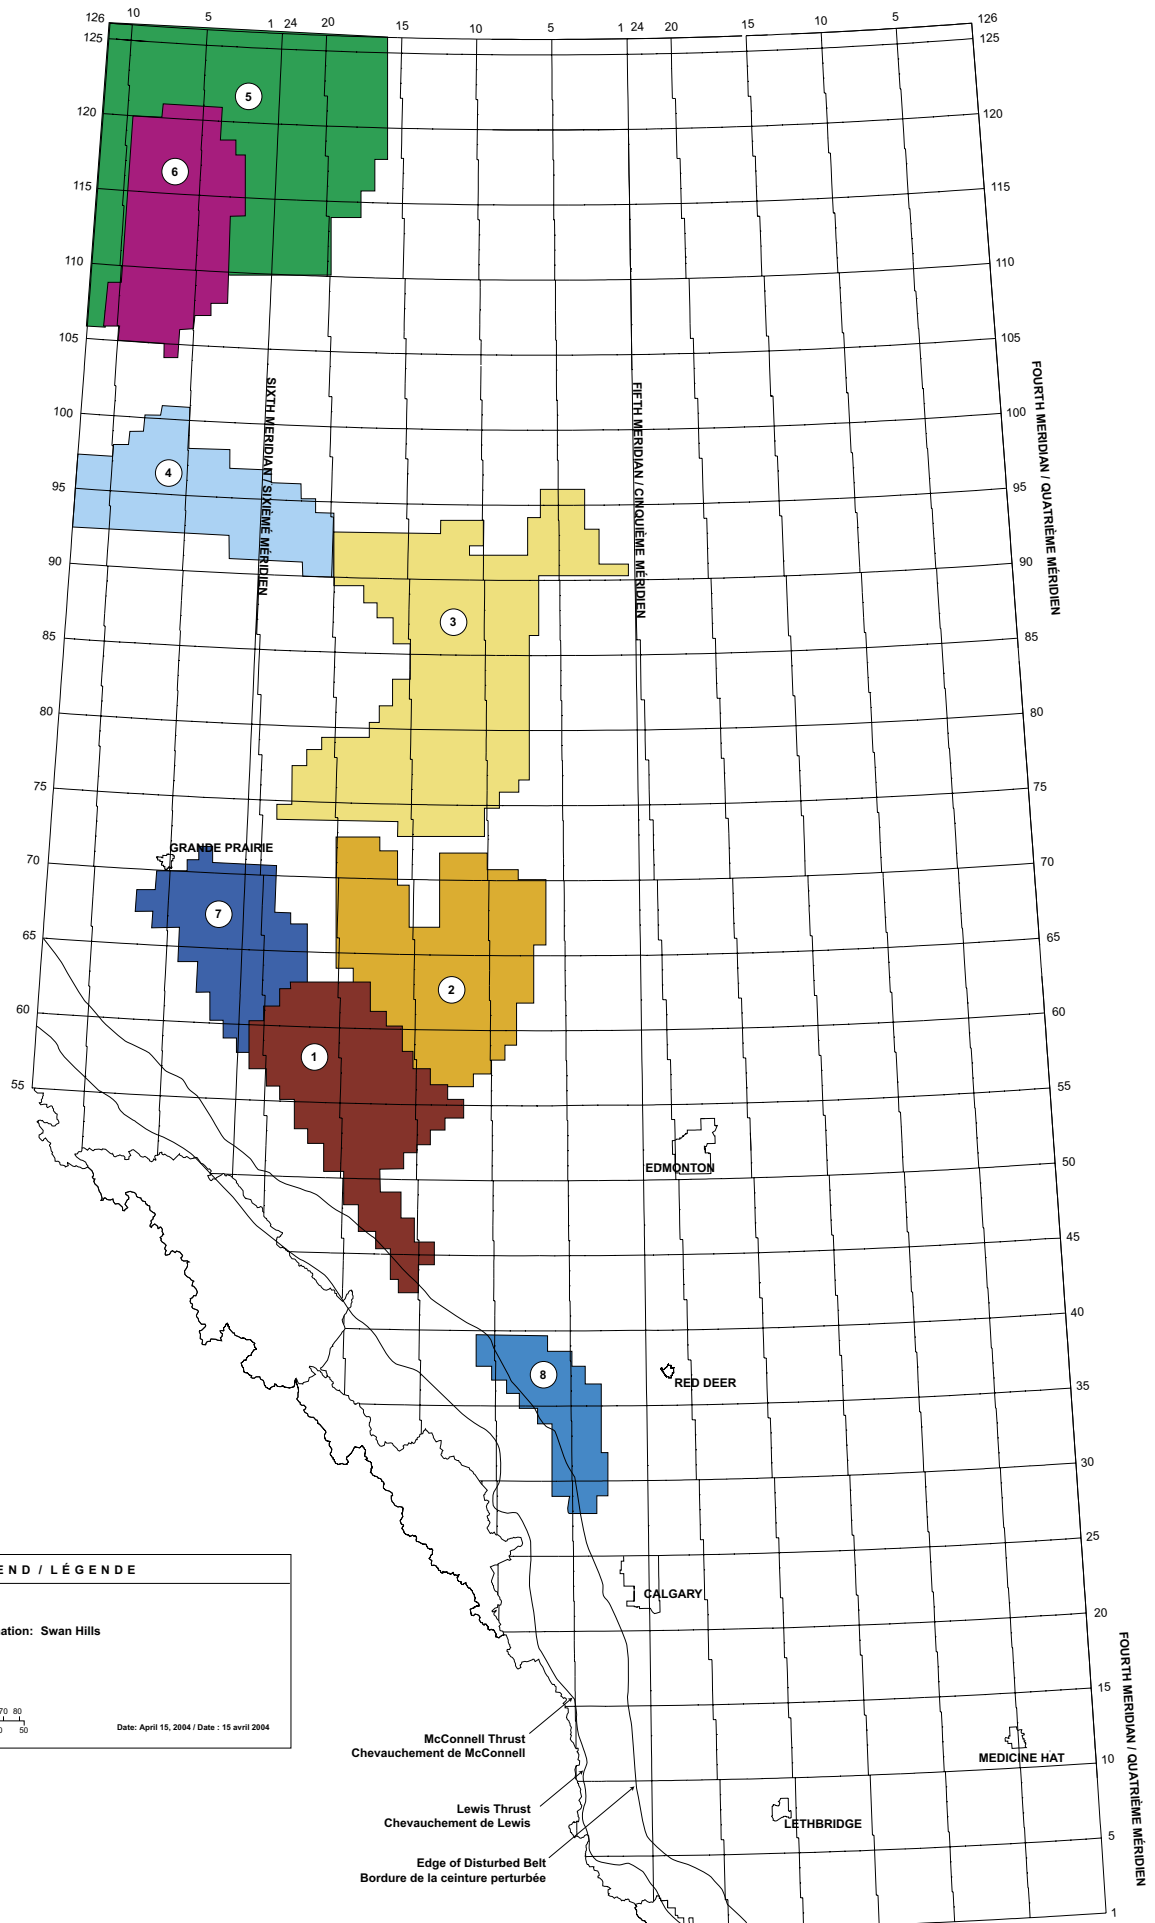 126 10 5 1 24 20 15 10 5 1 24 20 15 10 5 126
125 125
5
120 120
6
115 115
110 110
105 105
SIXTH MERIDIAN / SIXIÈMÉ MÉRIDIEN
FIFTH MERIDIAN / CINQUIÈME MÉRIDIEN
FOURTH MERIDIAN / QUATRIÈME MÉRIDIEN
100 100
4
95 95
90 90
3
85 85
80 80
75 75
GRANDE PRAIRIE
70 70
7
65 65
2
60 60
1
55 55
EDMONTON
50
45
40
8
RED DEER
35
30
25
END / LÉGENDE
CALGARY
20
ation: Swan Hills
FOURTH MERIDIAN / QUATRIÈME MÉRIDIEN
15
70 80
0 50
Date: April 15, 2004 / Date : 15 avril 2004
McConnell Thrust
Chevauchement de McConnell
MEDICINE HAT
10
Lewis Thrust
Chevauchement de Lewis
LETHBRIDGE
5
Edge of Disturbed Belt
Bordure de la ceinture perturbée
1